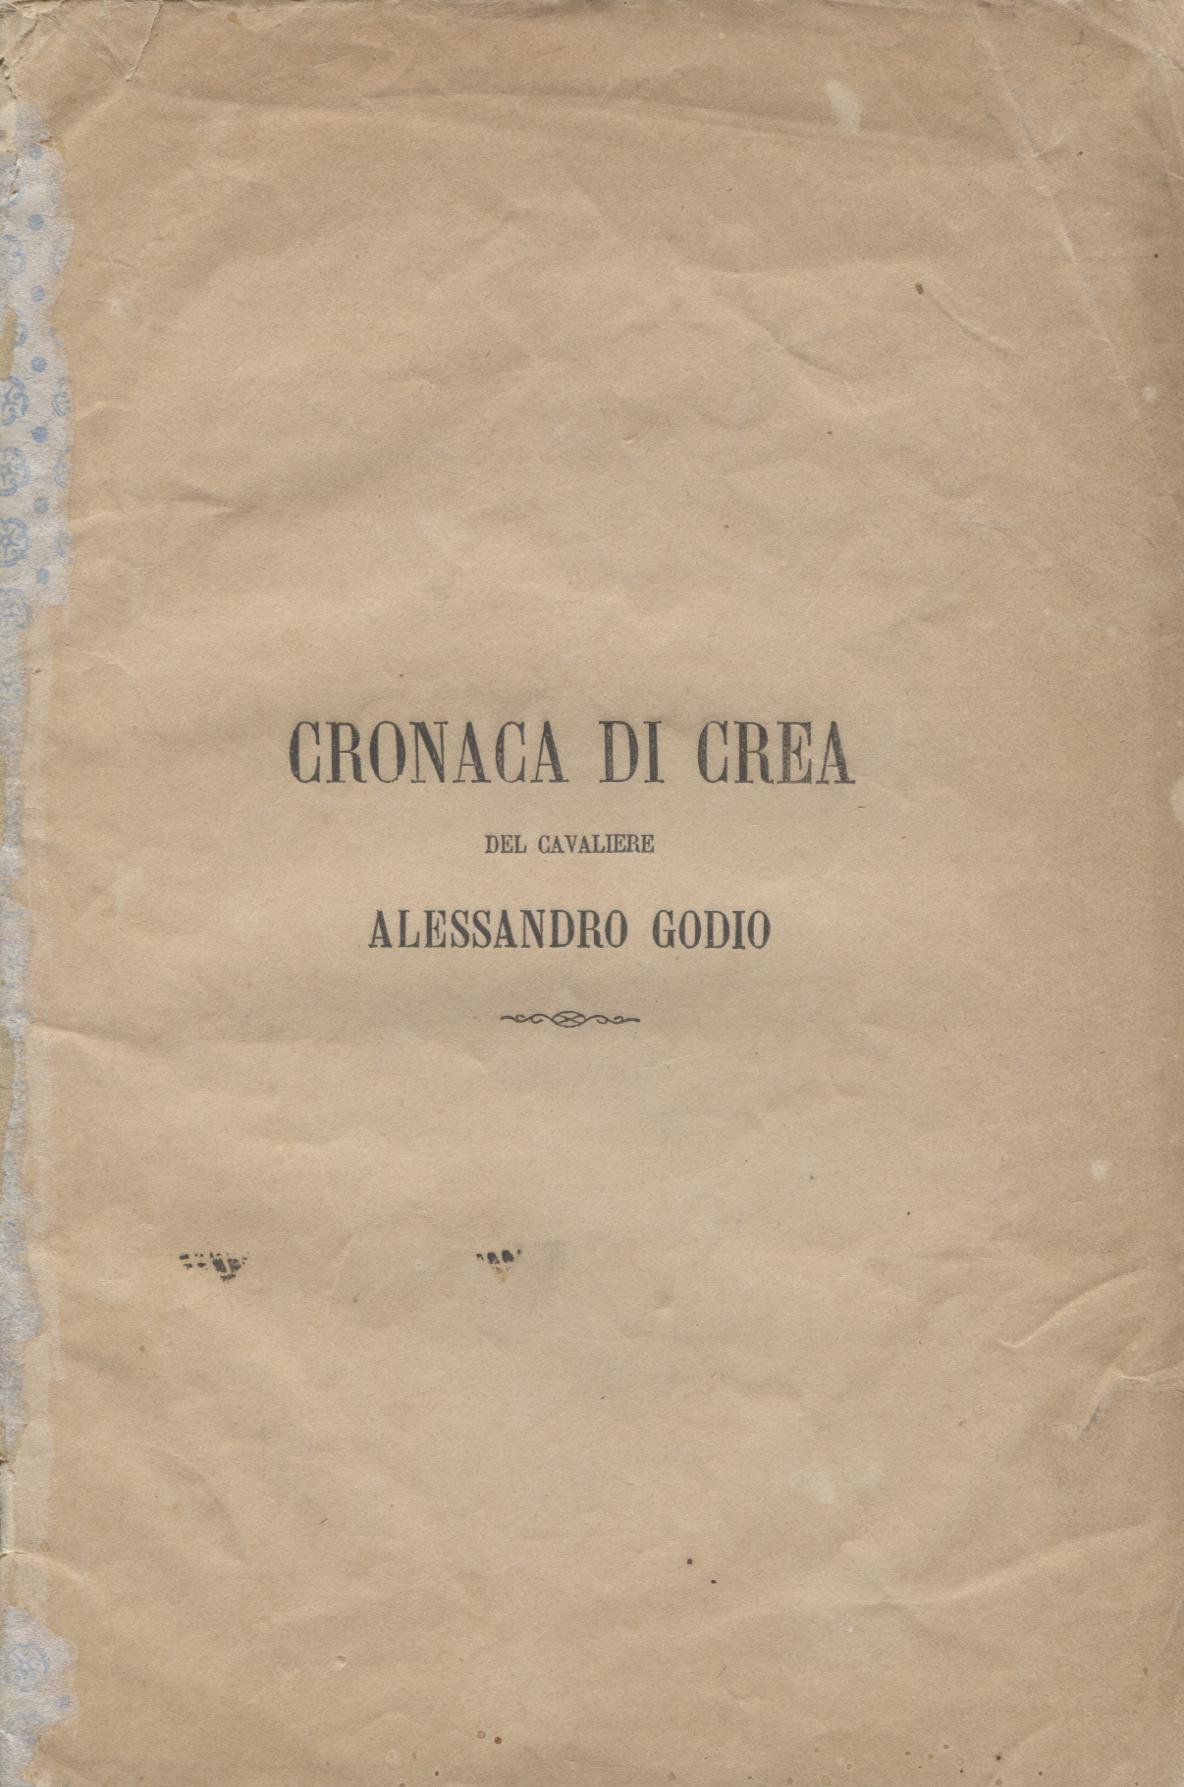 CRONACA DI CREA
DEL CAVALIERE
ALESSANDRO GODIO